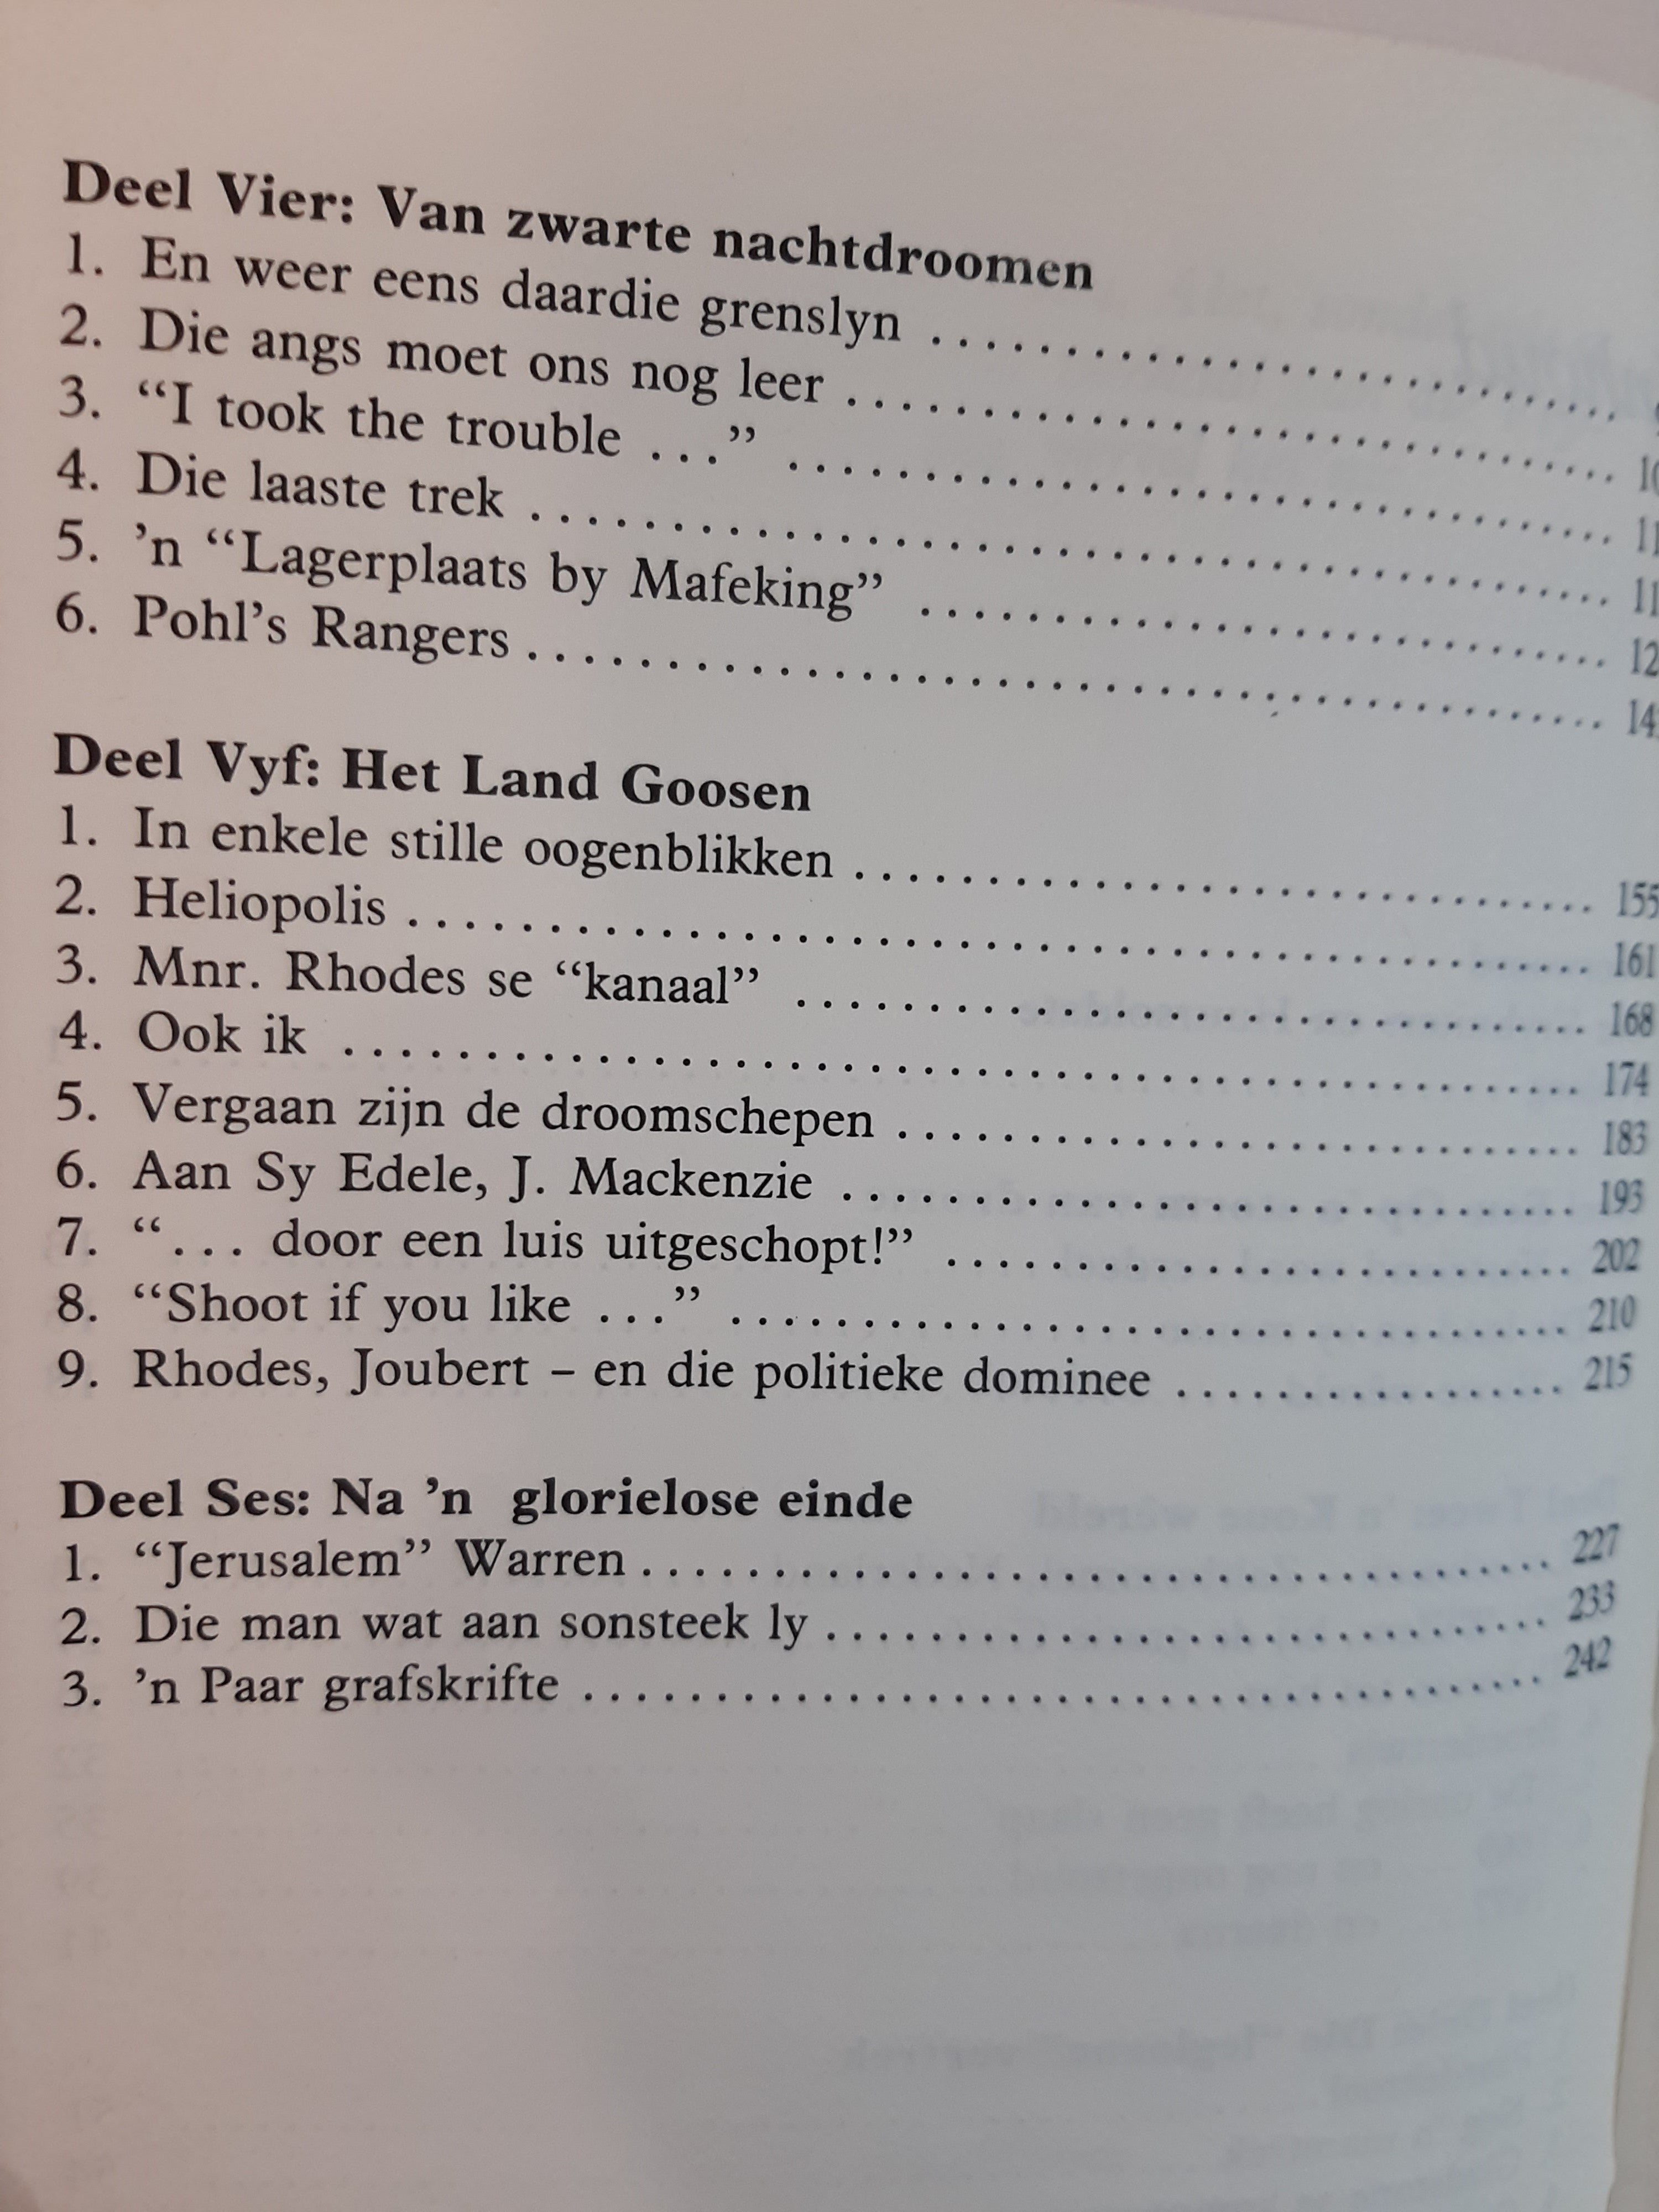 Deel Vier: Van zwarte nachtdroomen
1. En weer eens daardie grenslyn
2. Die angs moet ons nog leer
3. “I took the trouble ...”
4. Die laaste trek
5. ’n “Lagerplaats by Mafeking”
6. Pohl’s Rangers
Deel Vyf: Het Land Goosen
1. In enkele stille oogenblikken 155
2. Heliopolis 161
3. Mnr. Rhodes se “kanaal” 168
4. Ook ik 174
5. Vergaan zijn de droomschepen 183
6. Aan Sy Edele, J. Mackenzie 193
7. “... door een luis uitgeschopt!” 202
8. “Shoot if you like ...” 210
9. Rhodes, Joubert – en die politieke dominee 215
Deel Ses: Na ’n glorielose einde
1. “Jerusalem” Warren 227
2. Die man wat aan sonsteek ly 233
3. ’n Paar grafskrifte 242